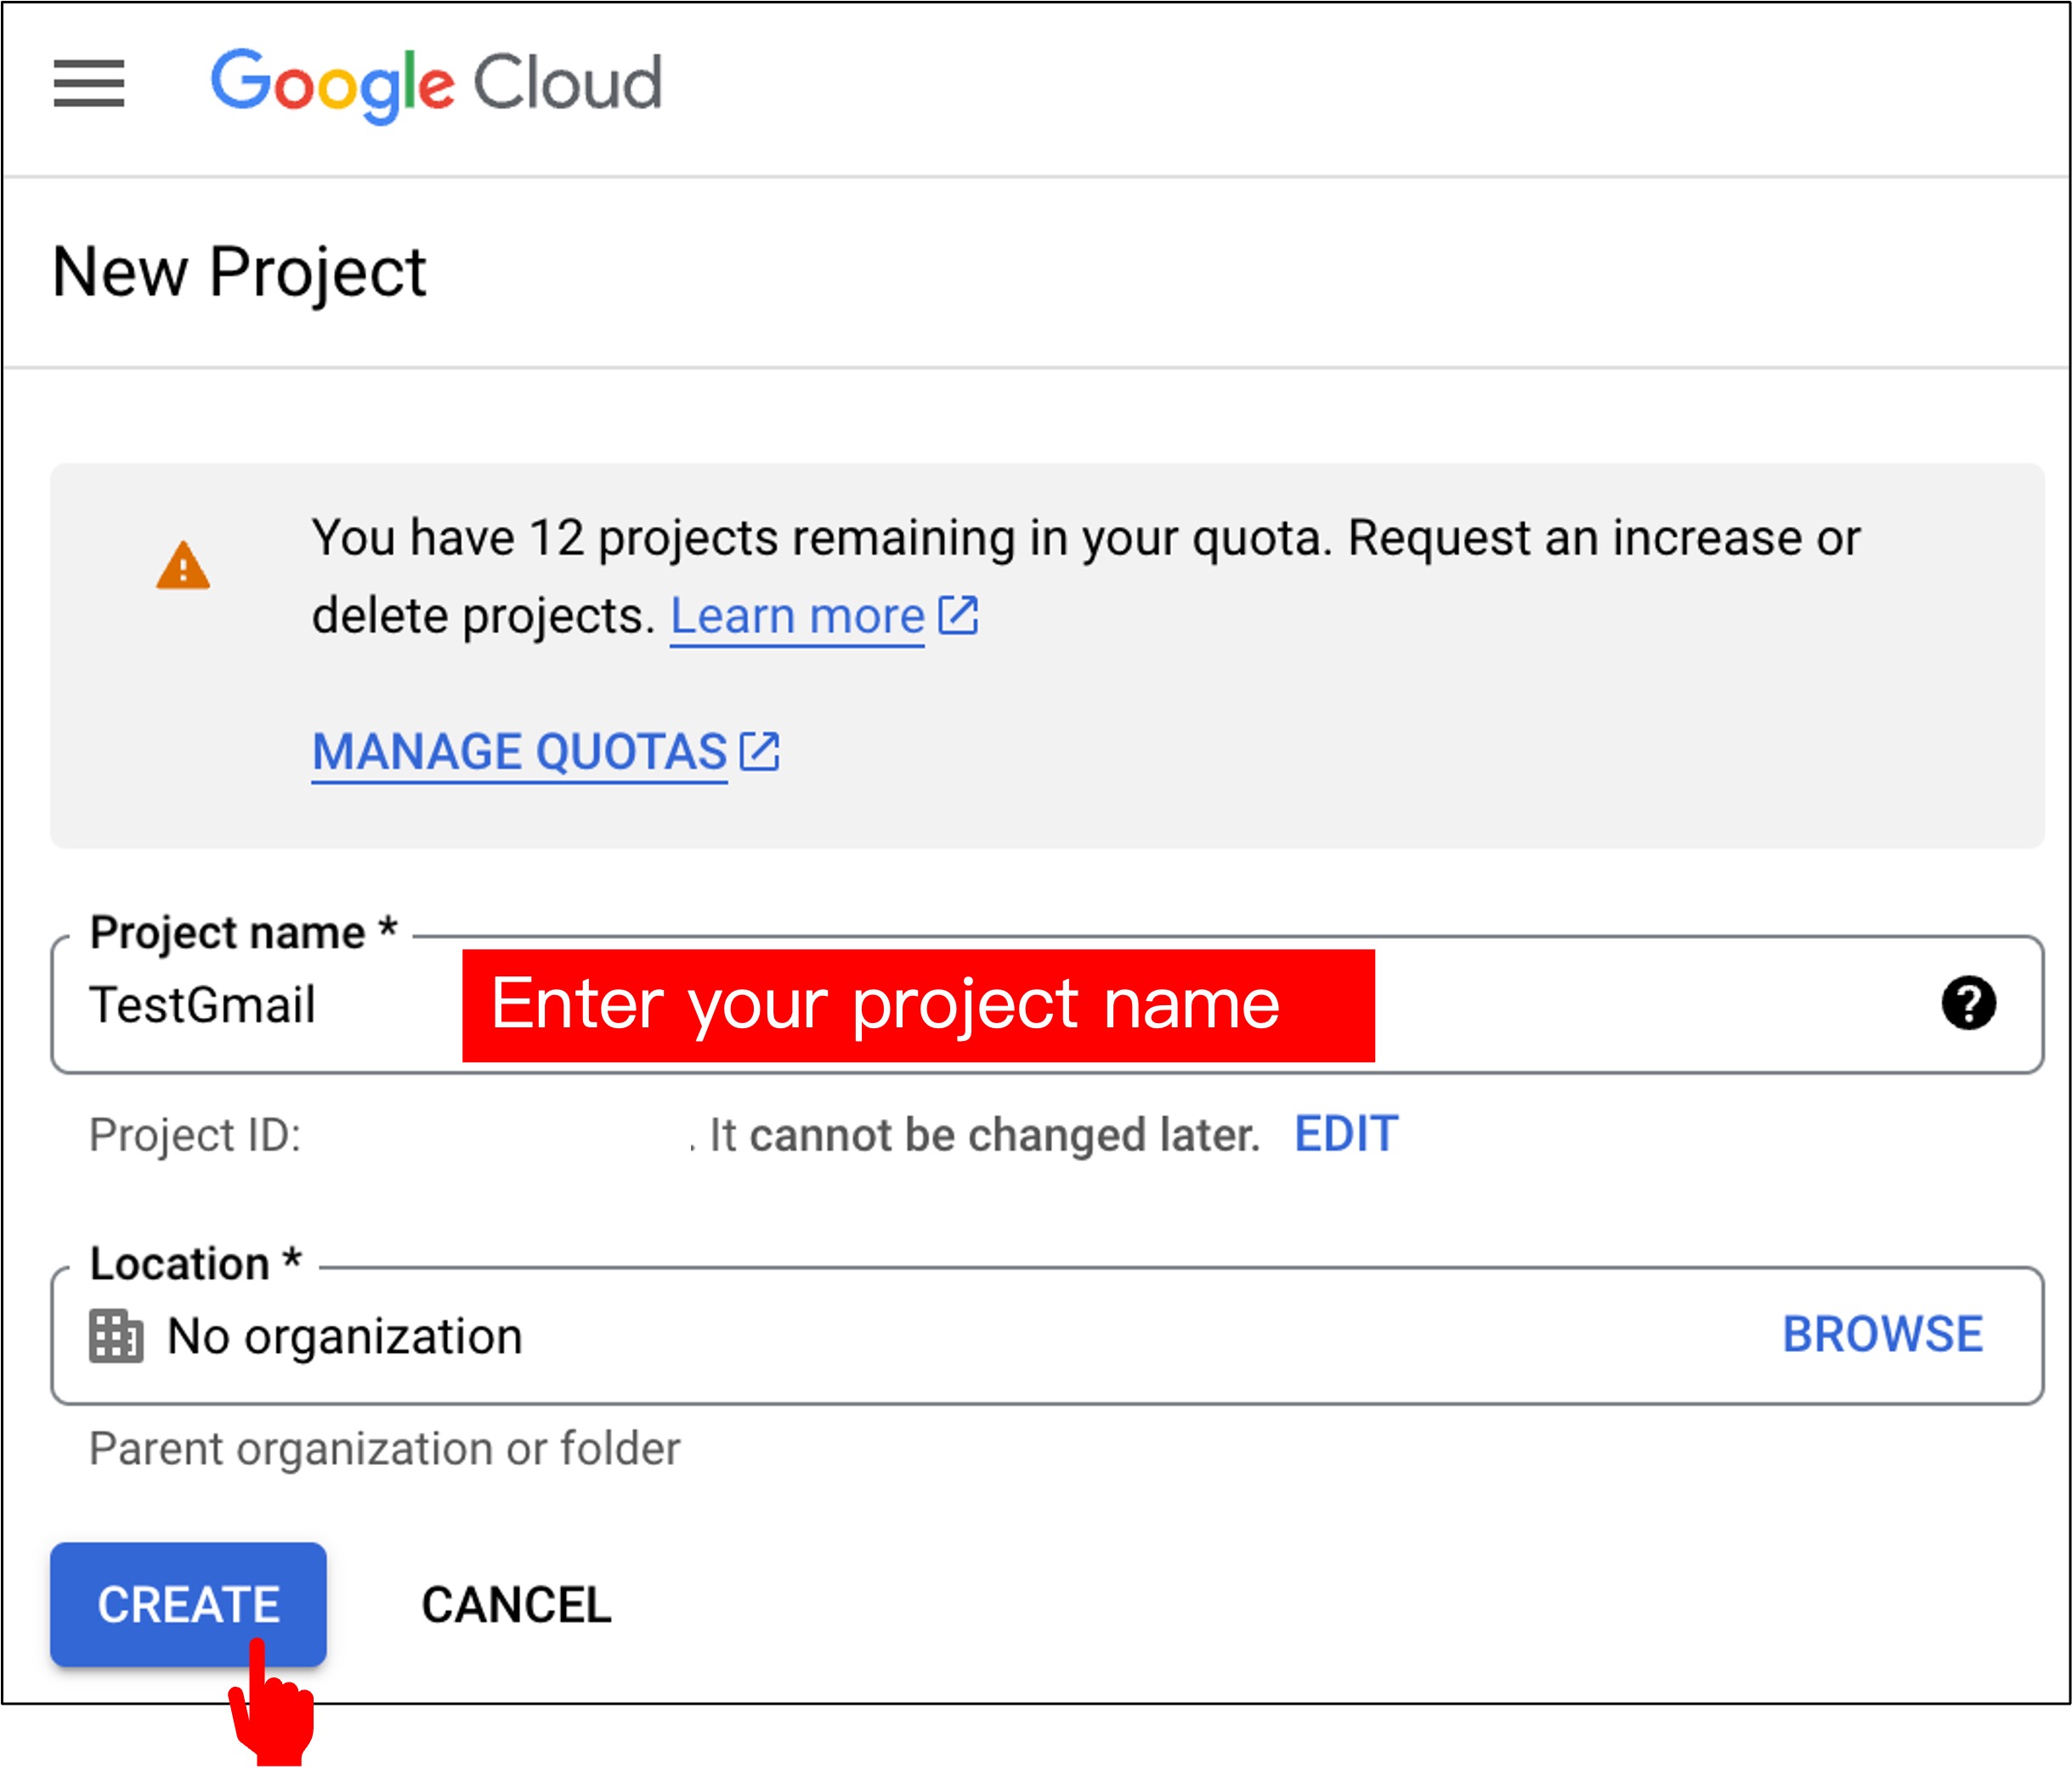 Google Cloud
New Project
You have 12 projects remaining in your quota. Request an increase or
delete projects. Learn more
MANAGE QUOTAS
Project name *
TestGmail
Enter your project name
Project ID: . It cannot be changed later. EDIT
Location *
No organization
BROWSE
Parent organization or folder
CREATE
CANCEL